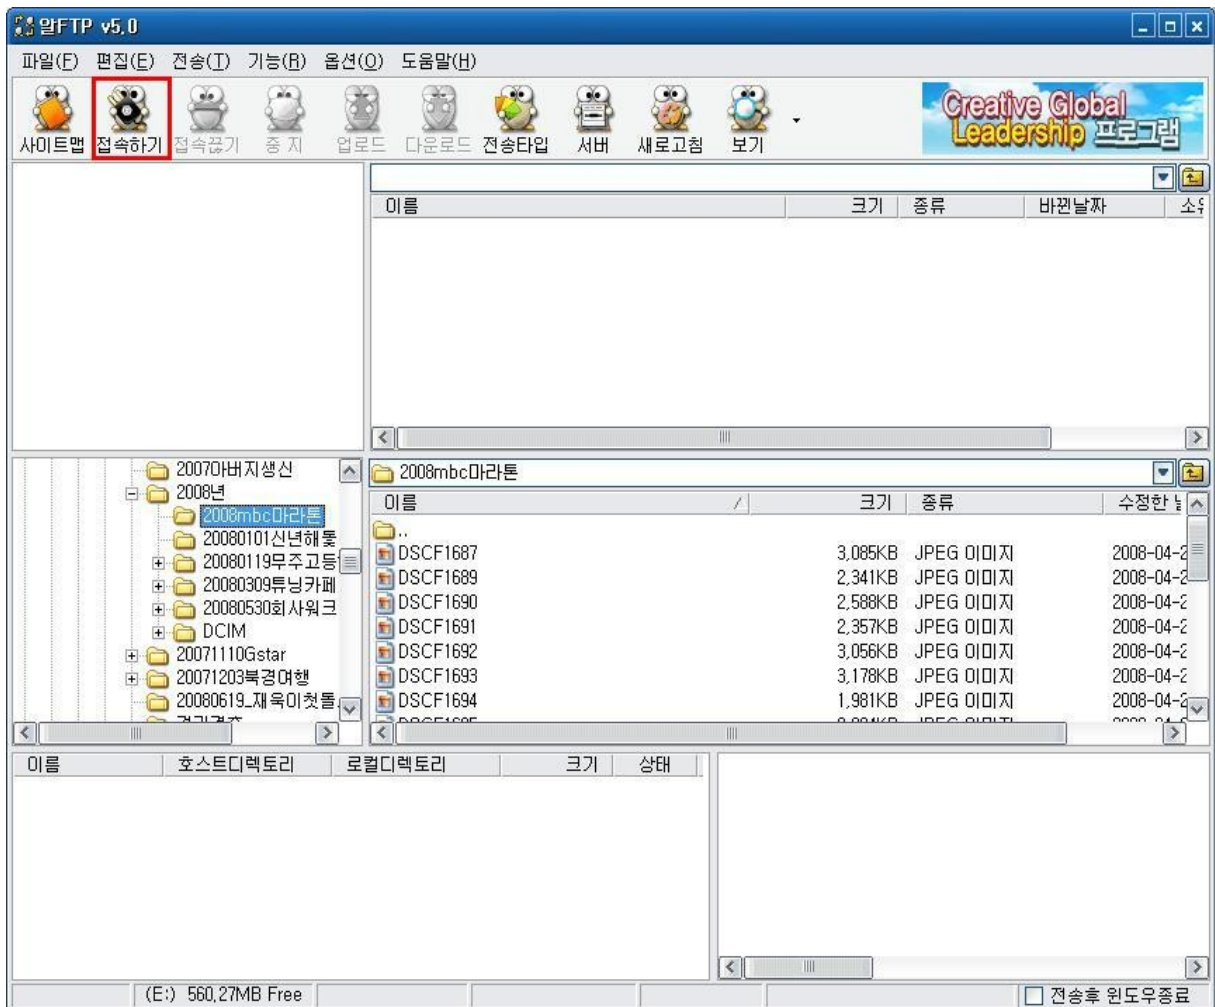 알FTP v5.0
파일(F) 편집(E) 전송(T) 기능(R) 옵션(O) 도움말(H)
사이트맵 접속하기 접속끊기 중 지 업로드 다운로드 전송타입 서버 새로고침 보기
Creative Global
Leadership 프로그램
이름 크기 종류 바뀐날짜
2007아버지생신
2008년
2008mbc마라톤
20080101신년해돛
20080119무주고등
20080309튜닝카페
20080530회사워크
DCIM
20071110Gstar
20071203북경여행
20080619_재욱이첫돌
2008mbc마라톤
이름 크기 종류 수정한
..
DSCF1687 3,085KB JPEG 이미지 2008-04-2
DSCF1689 2,341KB JPEG 이미지 2008-04-2
DSCF1690 2,588KB JPEG 이미지 2008-04-2
DSCF1691 2,357KB JPEG 이미지 2008-04-2
DSCF1692 3,056KB JPEG 이미지 2008-04-2
DSCF1693 3,178KB JPEG 이미지 2008-04-2
DSCF1694 1,981KB JPEG 이미지 2008-04-2
이름 호스트디렉토리 로컬디렉토리 크기 상태
(E:) 560,27MB Free
전송후 윈도우종료